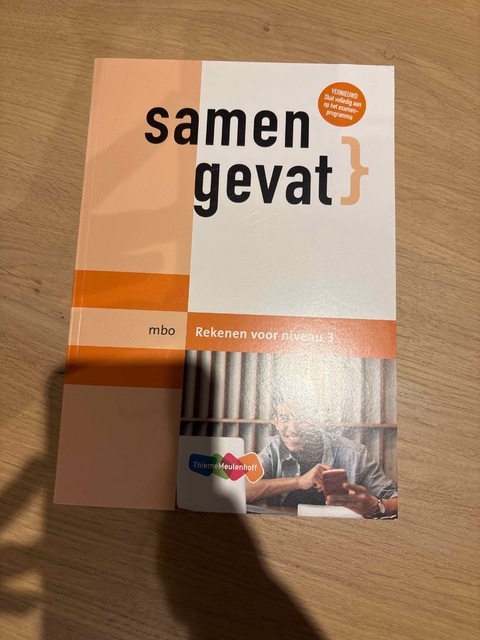 VERNIEUWD
Sluit volledig aan
op het examen-
programma
samen
gevat}
mbo
Rekenen voor niveau 3
ThiemeMeulenhoff